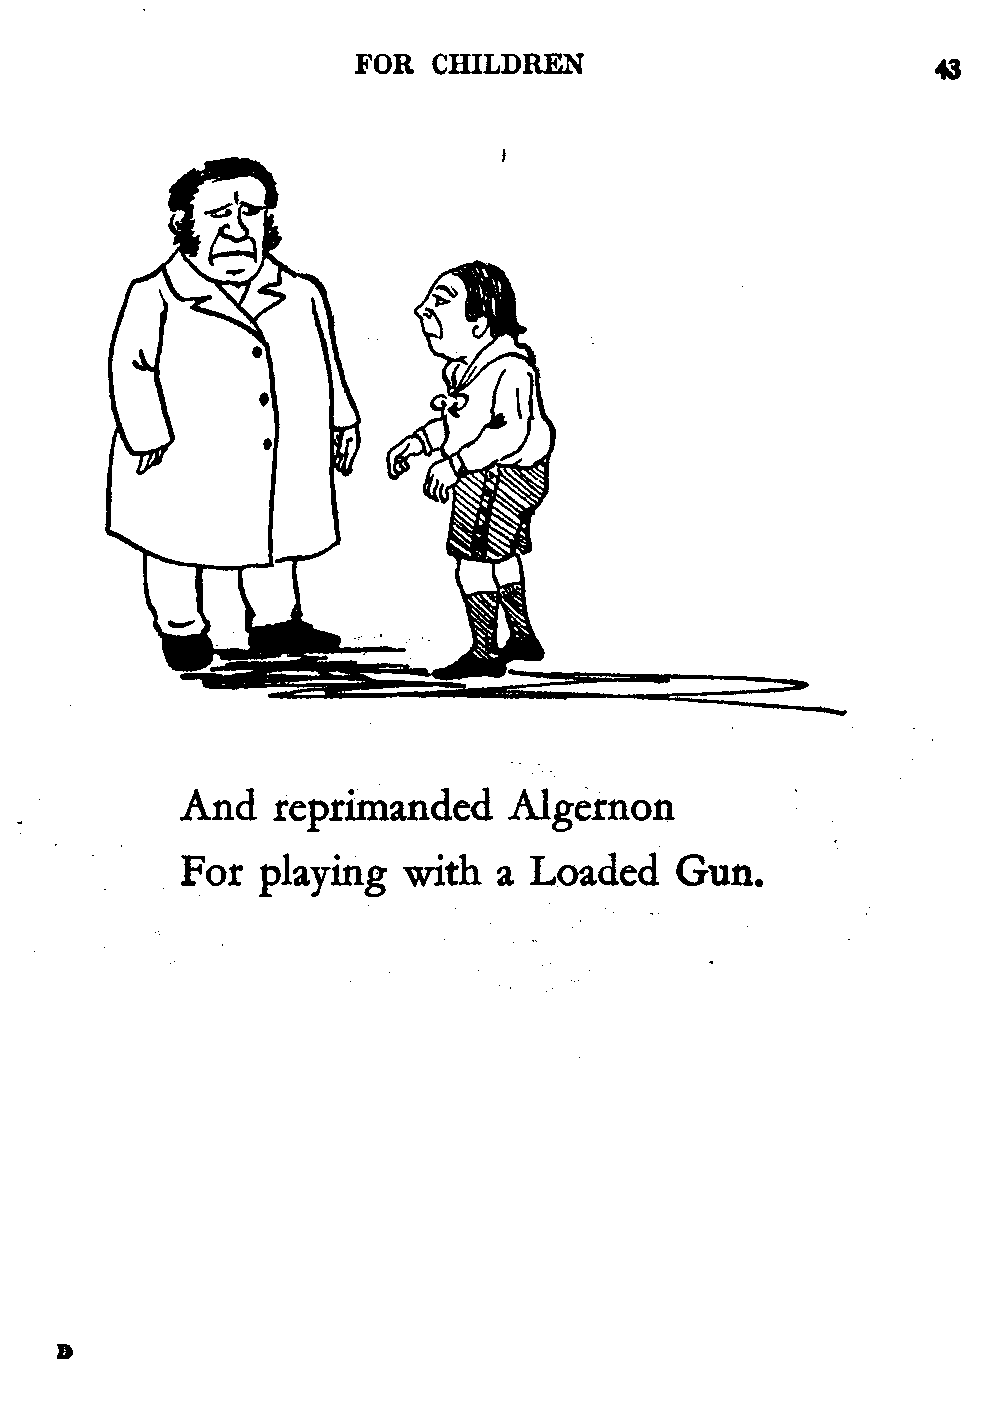 FOR CHILDREN 43
And reprimanded Algernon
For playing with a Loaded Gun.
D